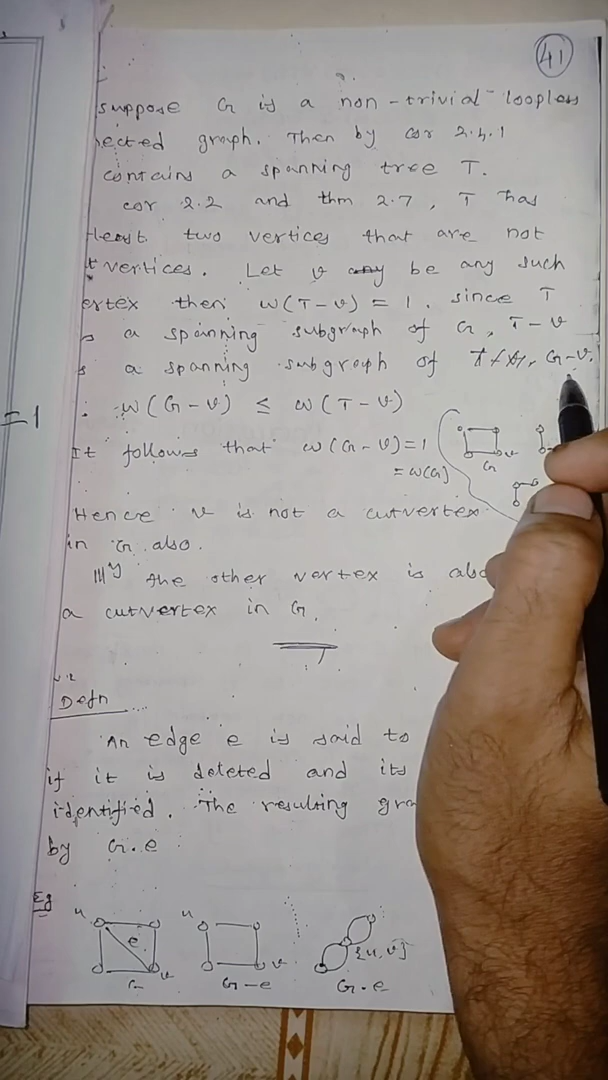 41
suppose G is a non-trivial loopless
ected graph. Then by cor 2.4.1
contains a spanning tree T.
cor 2.2 and thm 2.7, T has
tleast two vertices that are not
t vertices. Let v any be any such
ertex then w(T-v) = 1. since T
s a spanning subgraph of G, T-v
s a spanning subgraph of G-v.
∴ w(G-v) ≤ w(T-v)
= 1
It follows that w(G-v) = 1
= w(G)
v
G
Hence v is not a cutvertex
in G also.
|||ly the other vertex is also
a cutvertex in G.
Defn
An edge e is said to
if it is deleted and its
identified. The resulting gra
by G.e
Eg
u
e
v
G
u
v
G-e
{u,v}
G.e